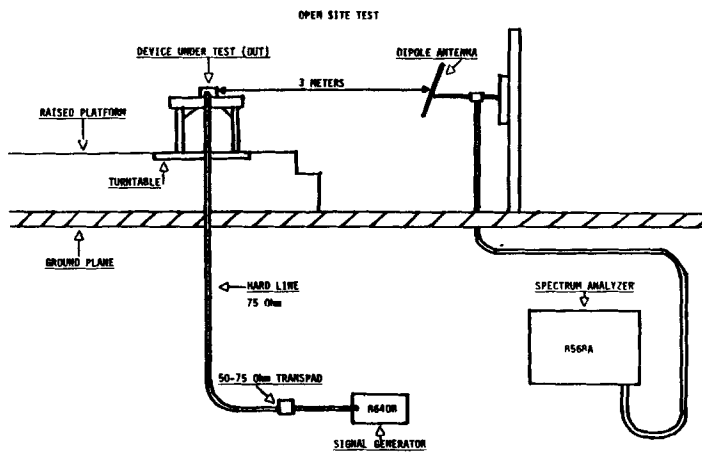 OPEN SITE TEST
DEVICE UNDER TEST (DUT)
DIPOLE ANTENNA
3 METERS
RAISED PLATFORM
TURNTABLE
GROUND PLANE
HARD LINE
75 Ohm
SPECTRUM ANALYZER
8568A
50-75 Ohm TRANSPAD
8640B
SIGNAL GENERATOR